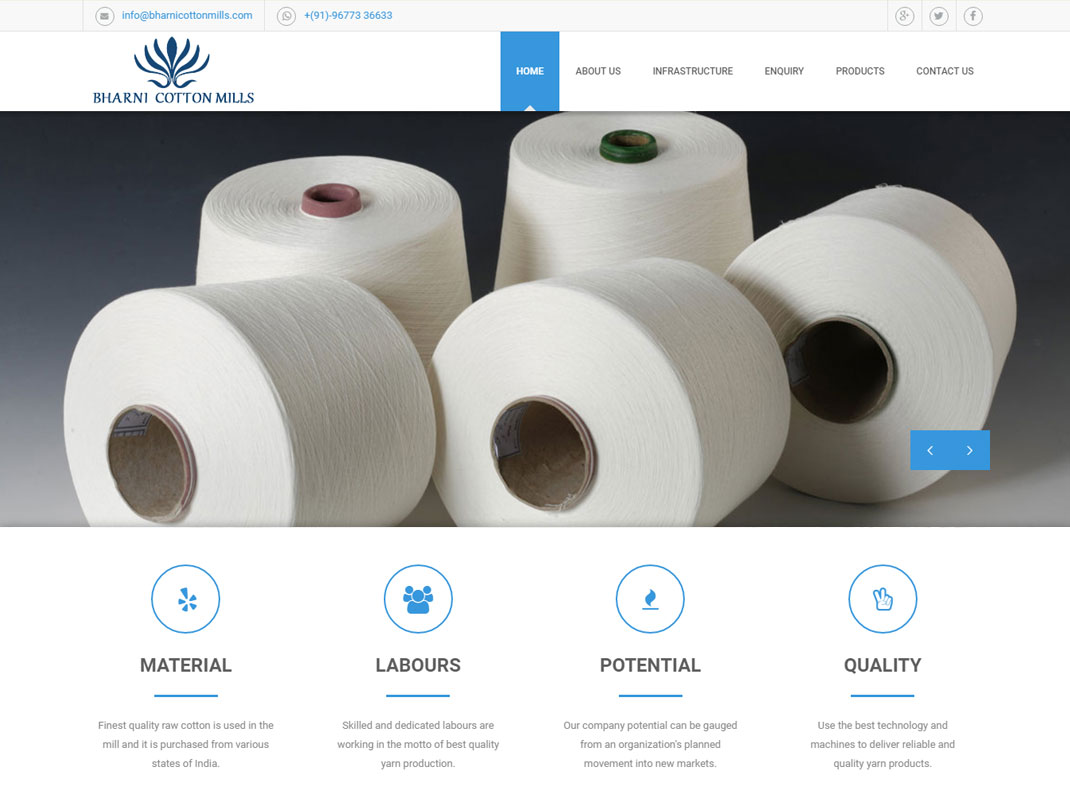 info@bharnicottonmills.com
+(91)-96773 36633
BHARNI COTTON MILLS
HOME
ABOUT US
INFRASTRUCTURE
ENQUIRY
PRODUCTS
CONTACT US
MATERIAL
Finest quality raw cotton is used in the
mill and it is purchased from various
states of India.
LABOURS
Skilled and dedicated labours are
working in the motto of best quality
yarn production.
POTENTIAL
Our company potential can be gauged
from an organization's planned
movement into new markets.
QUALITY
Use the best technology and
machines to deliver reliable and
quality yarn products.